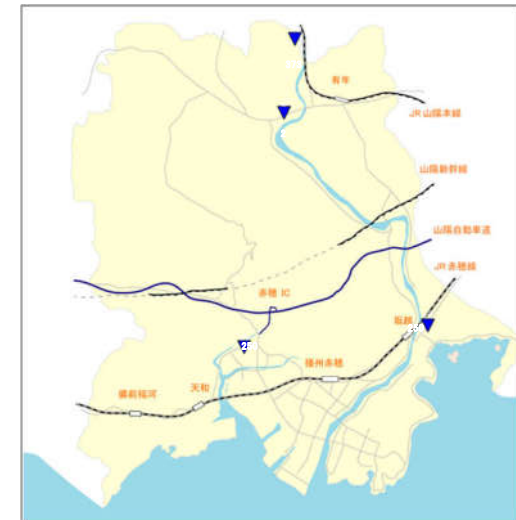 有年
JR山陽本線
山陽新幹線
山陽自動車道
JR赤穂線
赤穂 IC
坂越
播州赤穂
天和
備前福河